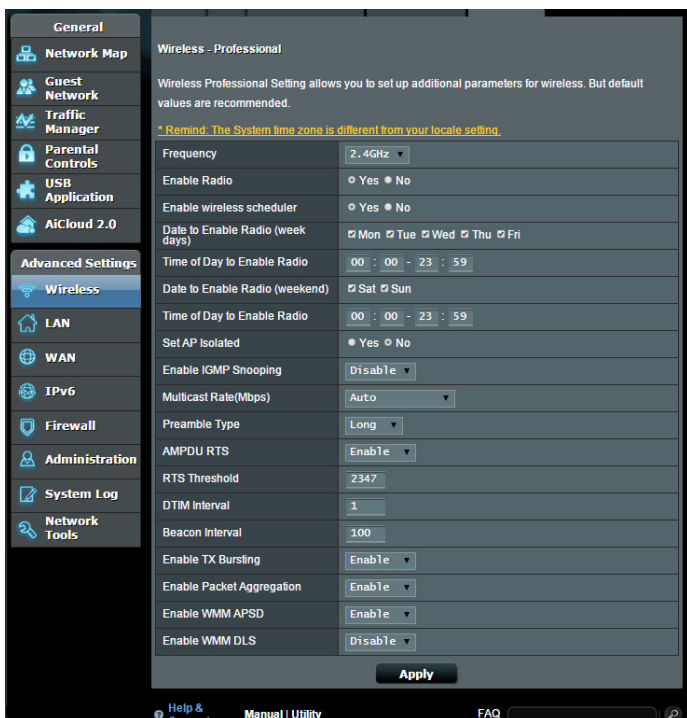 General
Network Map
Guest
Network
Traffic
Manager
Parental
Controls
USB
Application
AiCloud 2.0
Advanced Settings
Wireless
LAN
WAN
IPv6
Firewall
Administration
System Log
Network
Tools
Wireless - Professional
Wireless Professional Setting allows you to set up additional parameters for wireless. But default
values are recommended.
* Remind: The System time zone is different from your locale setting.
Frequency 2.4GHz
Enable Radio Yes No
Enable wireless scheduler Yes No
Date to Enable Radio (week
days) Mon Tue Wed Thu Fri
Time of Day to Enable Radio 00 : 00 - 23 : 59
Date to Enable Radio (weekend) Sat Sun
Time of Day to Enable Radio 00 : 00 - 23 : 59
Set AP Isolated Yes No
Enable IGMP Snooping Disable
Multicast Rate(Mbps) Auto
Preamble Type Long
AMPDU RTS Enable
RTS Threshold 2347
DTIM Interval 1
Beacon Interval 100
Enable TX Bursting Enable
Enable Packet Aggregation Enable
Enable WMM APSD Enable
Enable WMM DLS Disable
Apply
Help &
Manual | Utility
FAQ